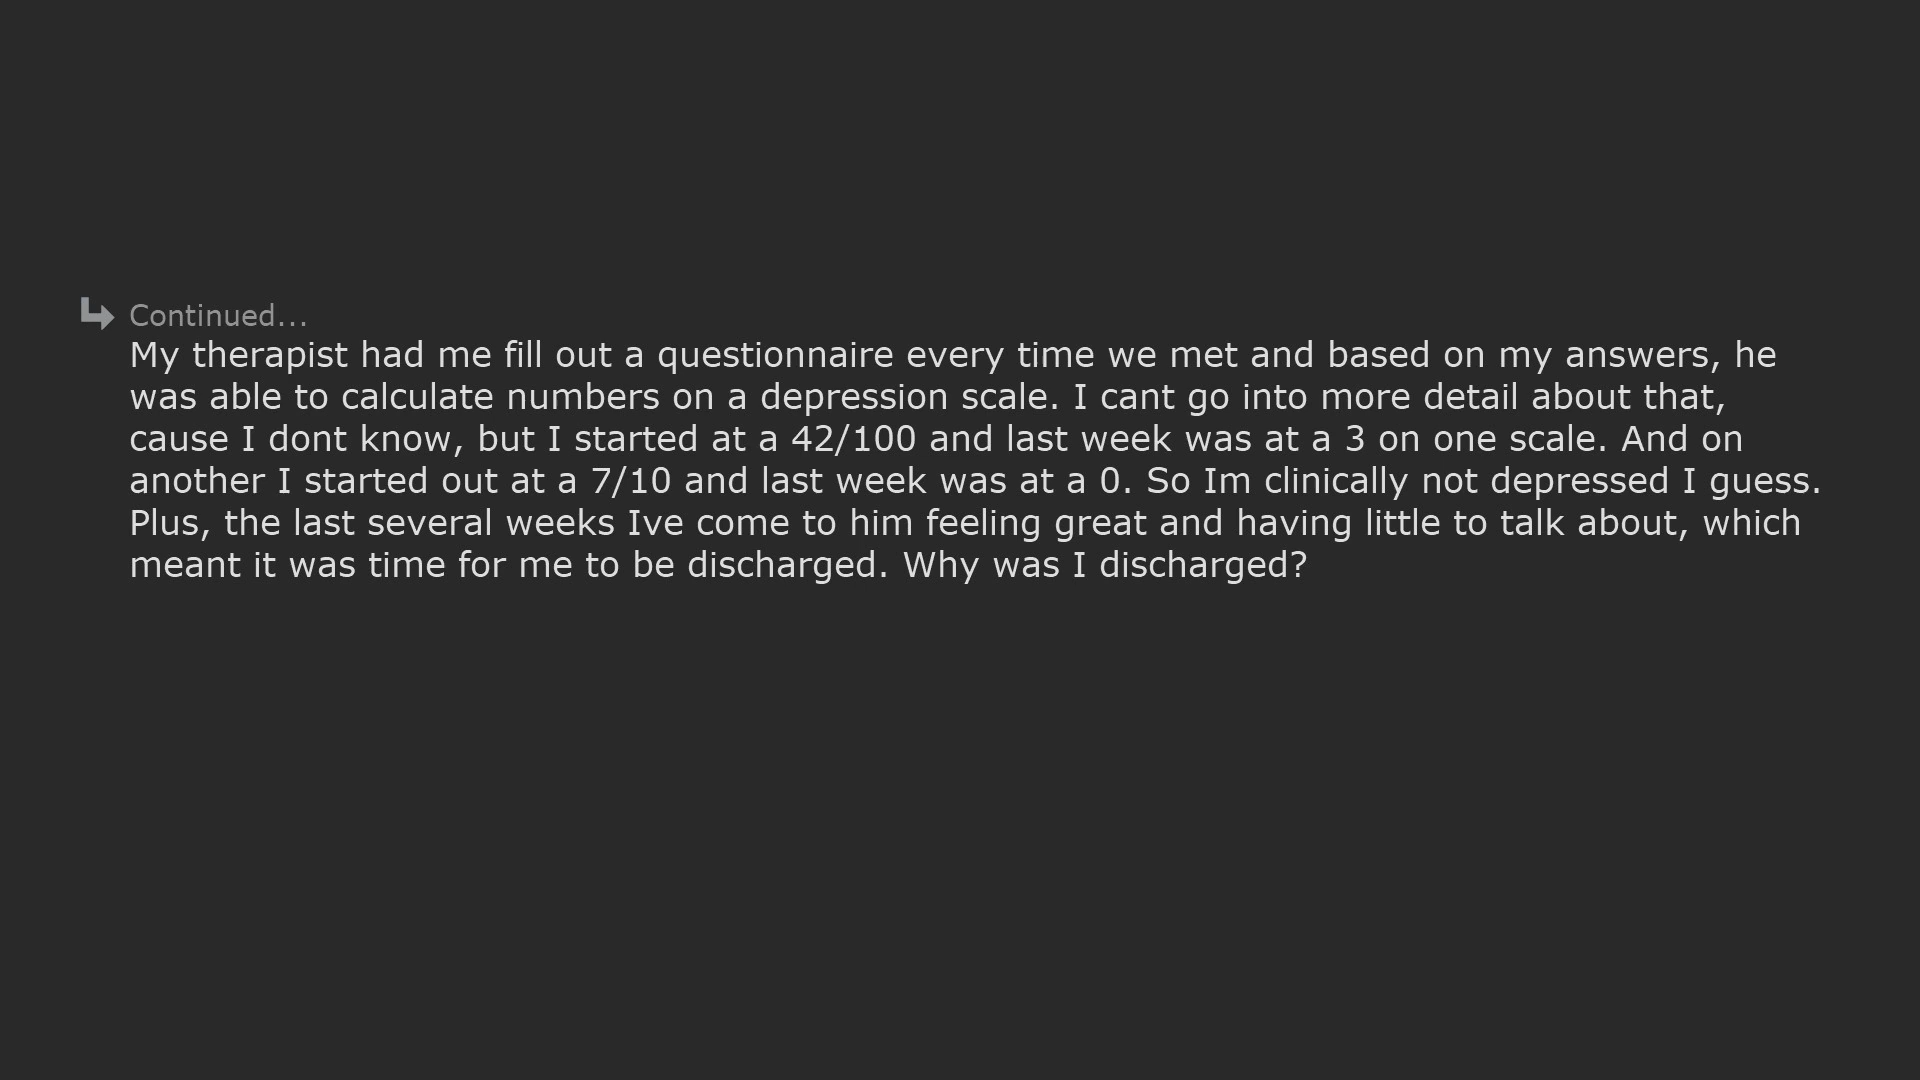 Continued...
My therapist had me fill out a questionnaire every time we met and based on my answers, he
was able to calculate numbers on a depression scale. I cant go into more detail about that,
cause I dont know, but I started at a 42/100 and last week was at a 3 on one scale. And on
another I started out at a 7/10 and last week was at a 0. So Im clinically not depressed I guess.
Plus, the last several weeks Ive come to him feeling great and having little to talk about, which
meant it was time for me to be discharged. Why was I discharged?